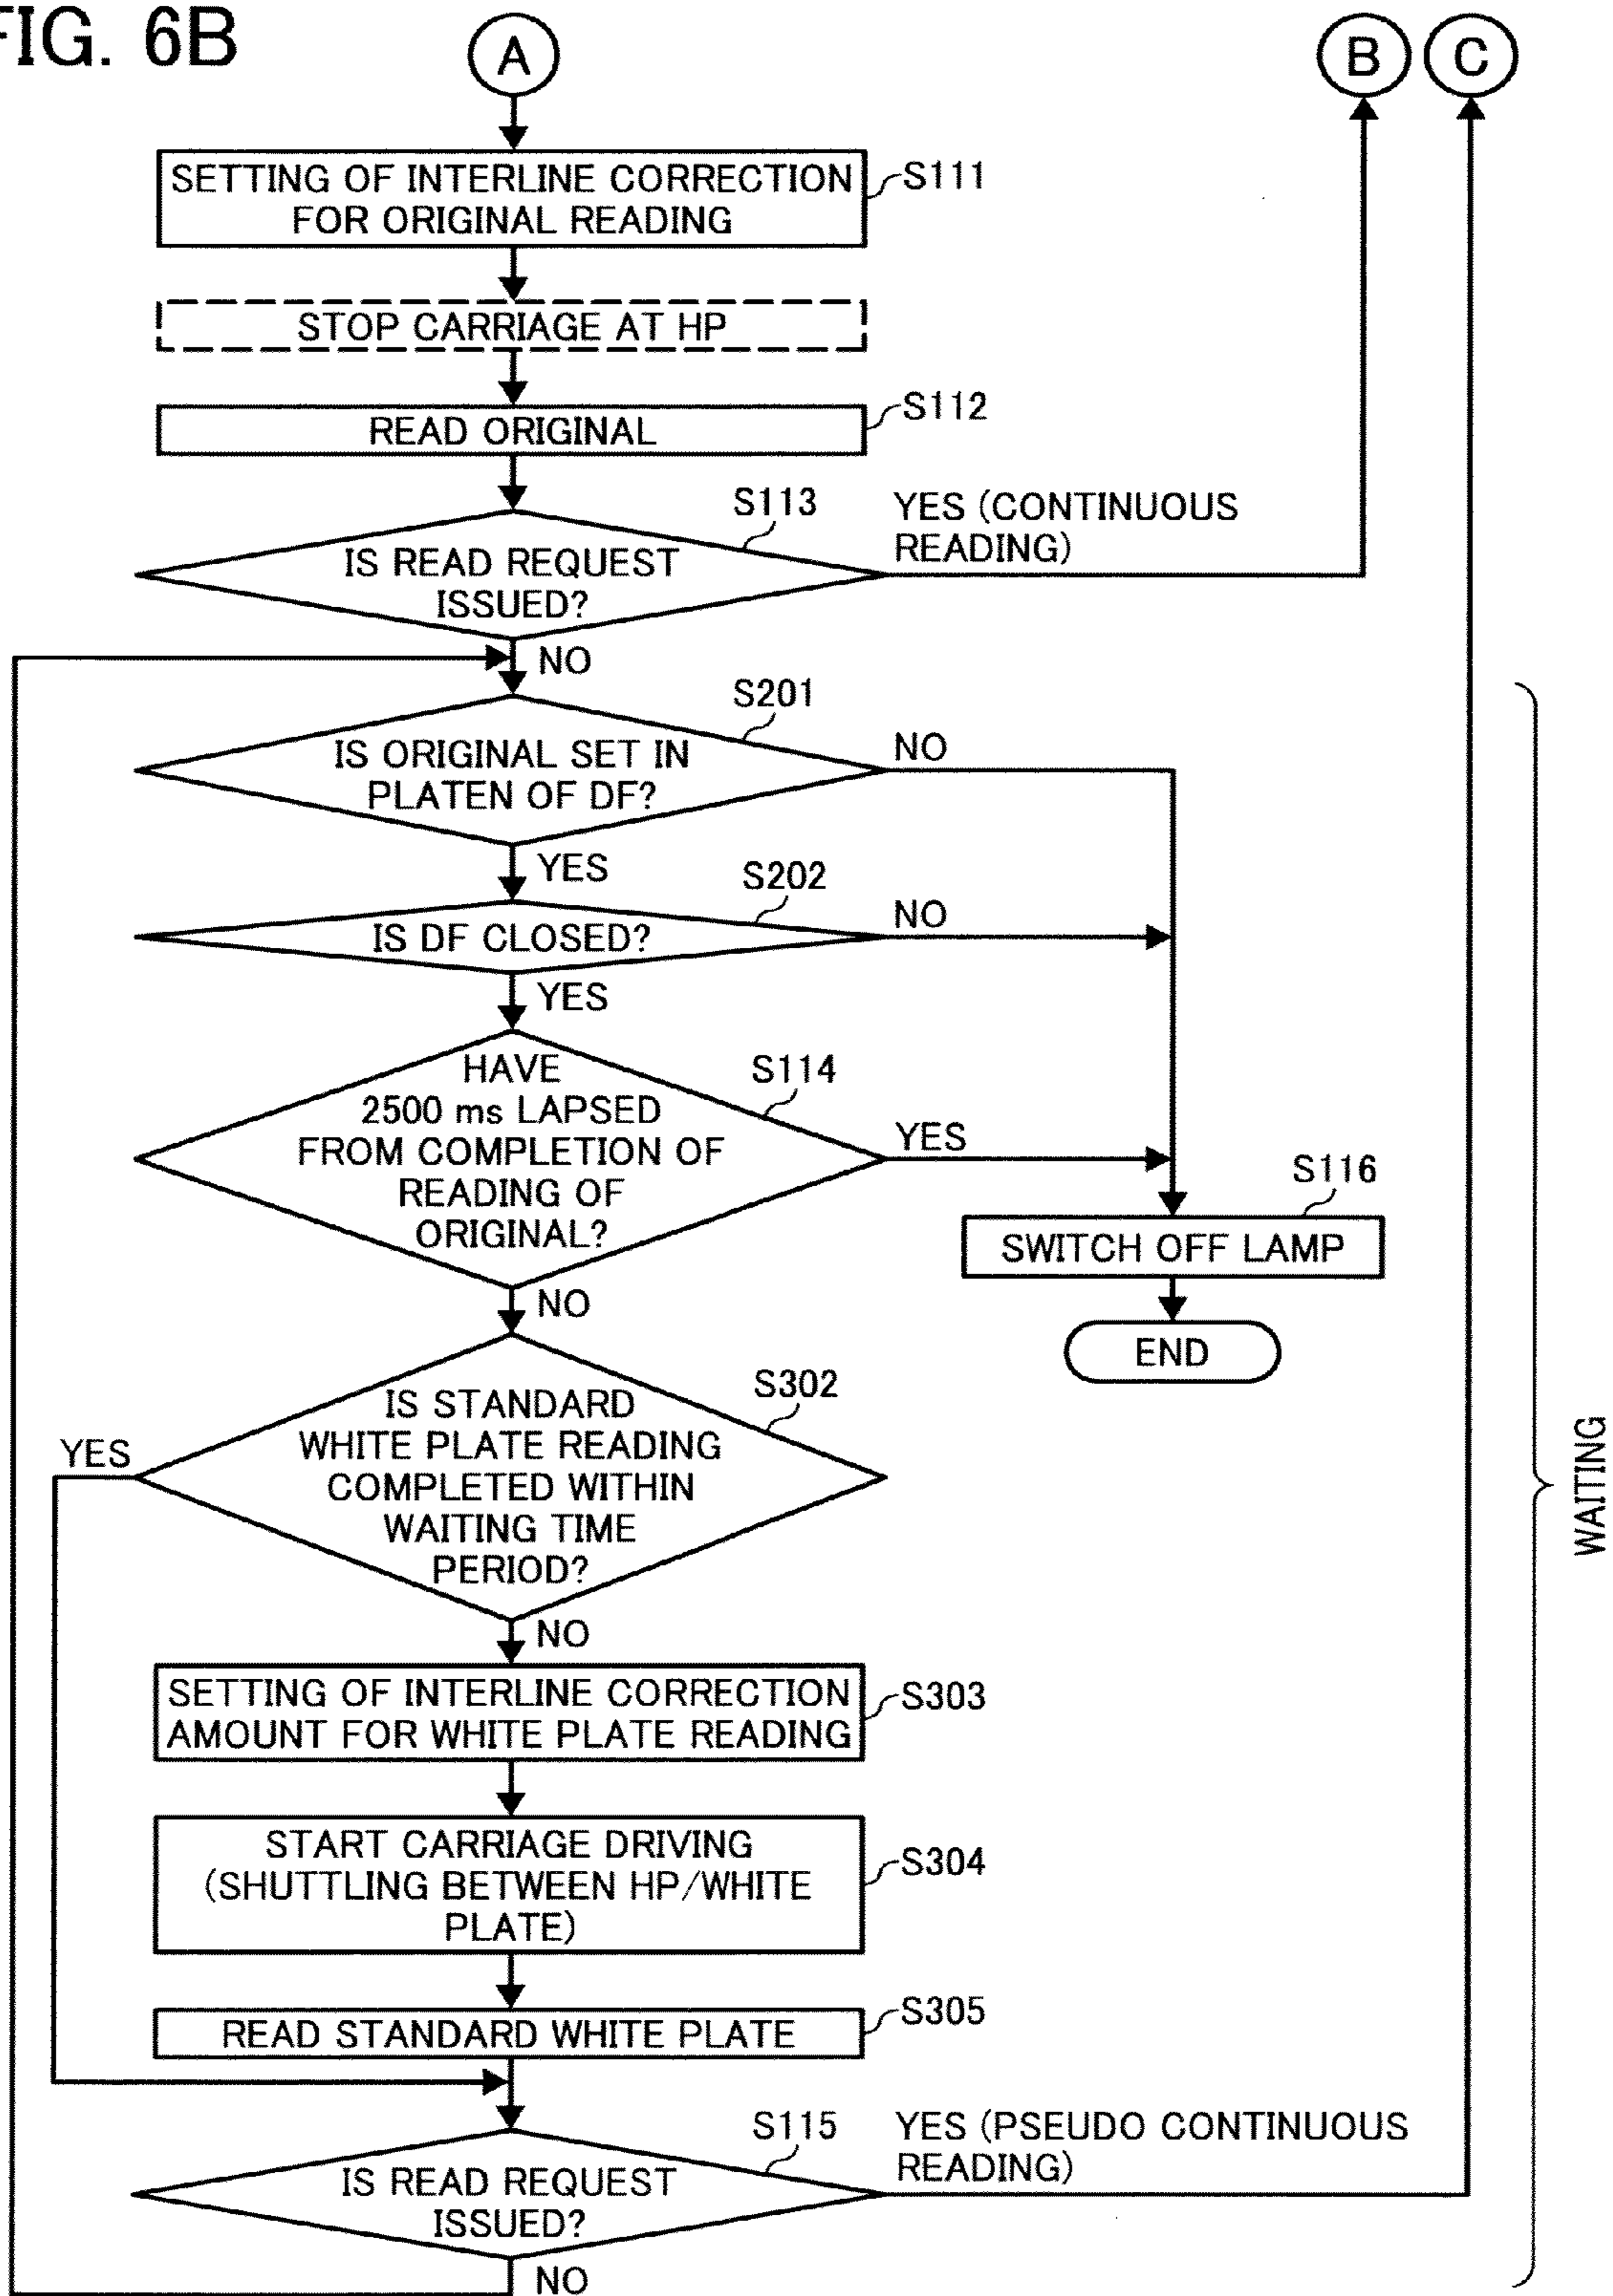 FIG. 6B
A
B
C
SETTING OF INTERLINE CORRECTION
FOR ORIGINAL READING
S111
STOP CARRIAGE AT HP
READ ORIGINAL
S112
IS READ REQUEST
ISSUED?
S113
YES (CONTINUOUS
READING)
NO
IS ORIGINAL SET IN
PLATEN OF DF?
S201
NO
YES
IS DF CLOSED?
S202
NO
YES
HAVE
2500 ms LAPSED
FROM COMPLETION OF
READING OF
ORIGINAL?
S114
YES
S116
SWITCH OFF LAMP
END
NO
IS STANDARD
WHITE PLATE READING
COMPLETED WITHIN
WAITING TIME
PERIOD?
S302
YES
NO
WAITING
SETTING OF INTERLINE CORRECTION
AMOUNT FOR WHITE PLATE READING
S303
START CARRIAGE DRIVING
(SHUTTLING BETWEEN HP/WHITE
PLATE)
S304
READ STANDARD WHITE PLATE
S305
IS READ REQUEST
ISSUED?
S115
YES (PSEUDO CONTINUOUS
READING)
NO